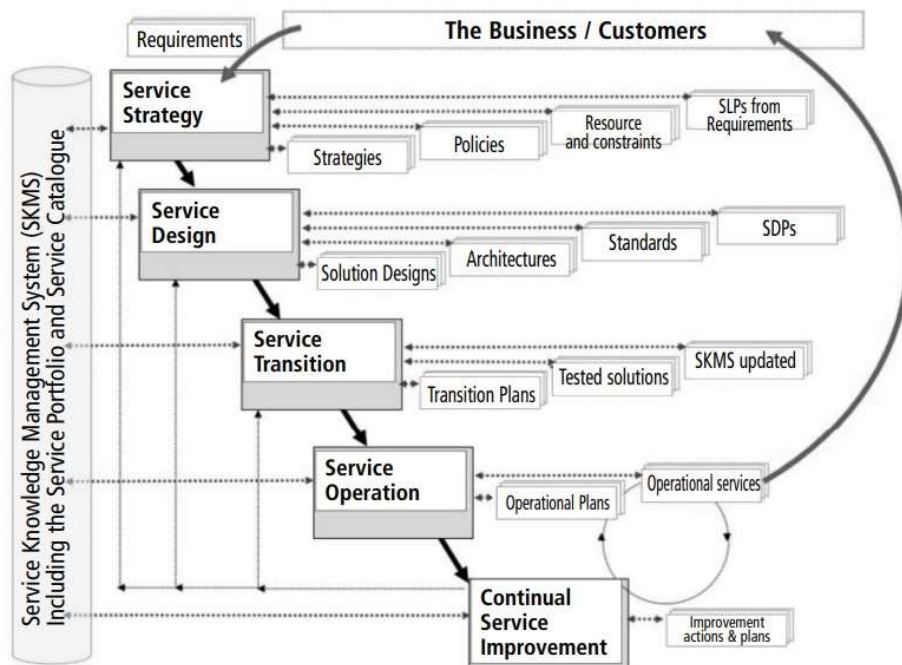 Requirements
The Business / Customers
Service Knowledge Management System (SKMS)
Including the Service Portfolio and Service Catalogue
Service
Strategy
SLPs from
Requirements
Resource
and constraints
Policies
Strategies
Service
Design
SDPs
Standards
Architectures
Solution Designs
Service
Transition
SKMS updated
Tested solutions
Transition Plans
Service
Operation
Operational services
Operational Plans
Continual
Service
Improvement
Improvement
actions & plans